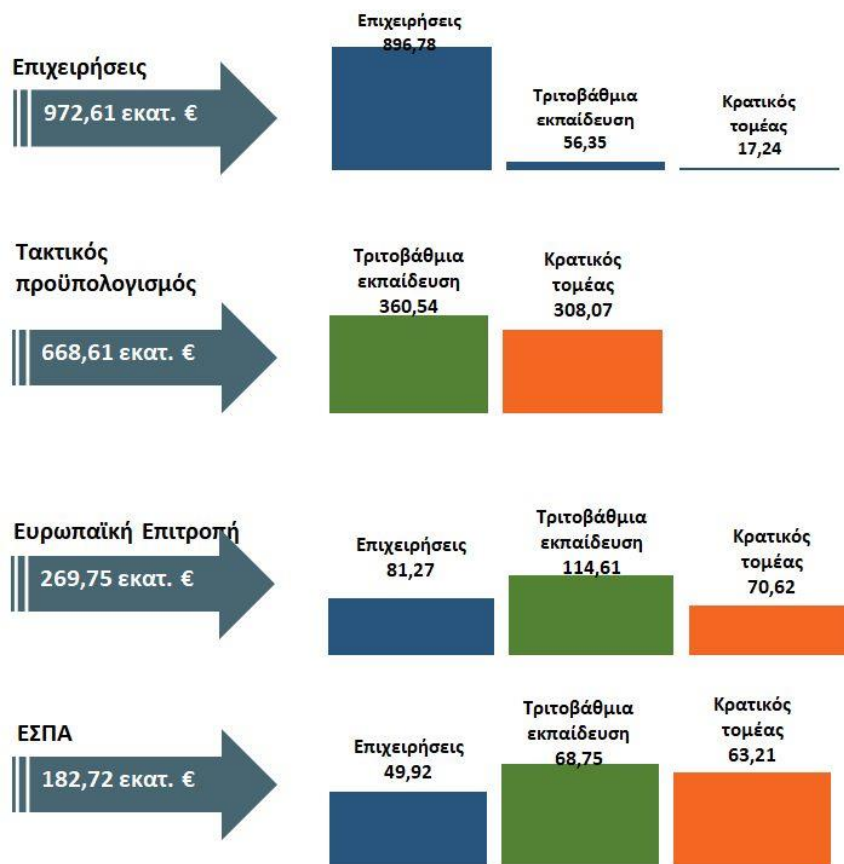 Επιχειρήσεις
972,61 εκατ. €
Επιχειρήσεις
896,78
Τριτοβάθμια
εκπαίδευση
56,35
Κρατικός
τομέας
17,24
Τακτικός
προϋπολογισμός
668,61 εκατ. €
Τριτοβάθμια
εκπαίδευση
360,54
Κρατικός
τομέας
308,07
Ευρωπαϊκή Επιτροπή
269,75 εκατ. €
Επιχειρήσεις
81,27
Τριτοβάθμια
εκπαίδευση
114,61
Κρατικός
τομέας
70,62
ΕΣΠΑ
182,72 εκατ. €
Επιχειρήσεις
49,92
Τριτοβάθμια
εκπαίδευση
68,75
Κρατικός
τομέας
63,21